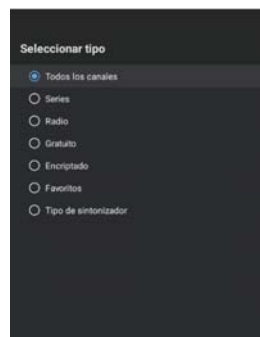 Seleccionar tipo
Todos los canales
Series
Radio
Gratuito
Encriptado
Favoritos
Tipo de sintonizador